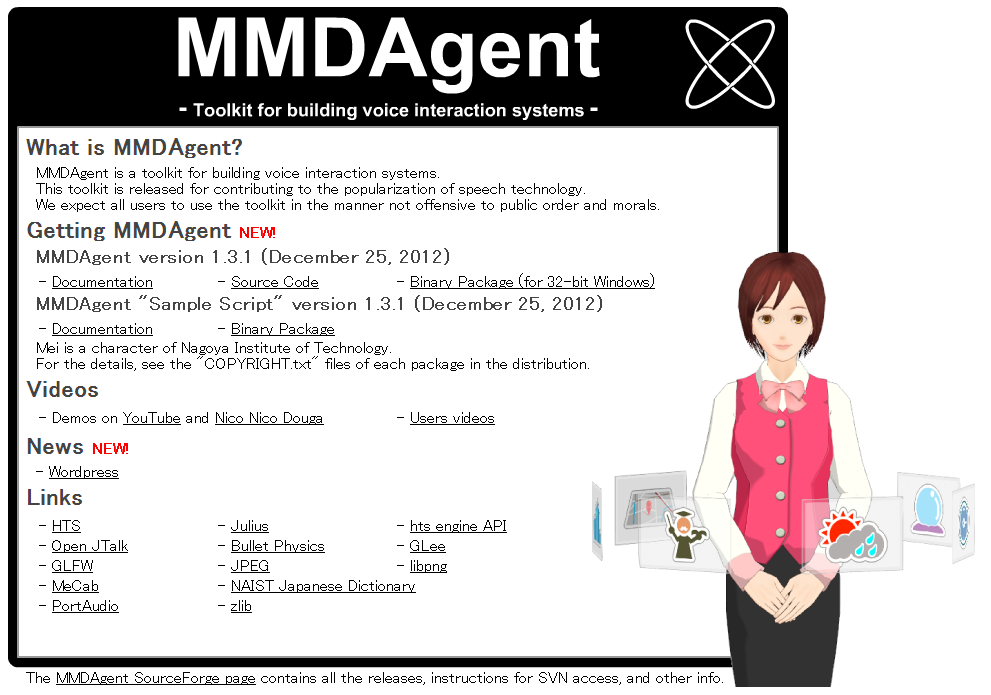 MMDAgent
- Toolkit for building voice interaction systems -
What is MMDAgent?
MMDAgent is a toolkit for building voice interaction systems.
This toolkit is released for contributing to the popularization of speech technology.
We expect all users to use the toolkit in the manner not offensive to public order and morals.
Getting MMDAgent NEW!
MMDAgent version 1.3.1 (December 25, 2012)
- Documentation - Source Code - Binary Package (for 32-bit Windows)
MMDAgent "Sample Script" version 1.3.1 (December 25, 2012)
- Documentation - Binary Package
Mei is a character of Nagoya Institute of Technology.
For the details, see the "COPYRIGHT.txt" files of each package in the distribution.
Videos
- Demos on YouTube and Nico Nico Douga - Users videos
News NEW!
- Wordpress
Links
- HTS - Julius - hts engine API
- Open JTalk - Bullet Physics - GLee
- GLFW - JPEG - libpng
- MeCab - NAIST Japanese Dictionary
- PortAudio - zlib
The MMDAgent SourceForge page contains all the releases, instructions for SVN access, and other info.